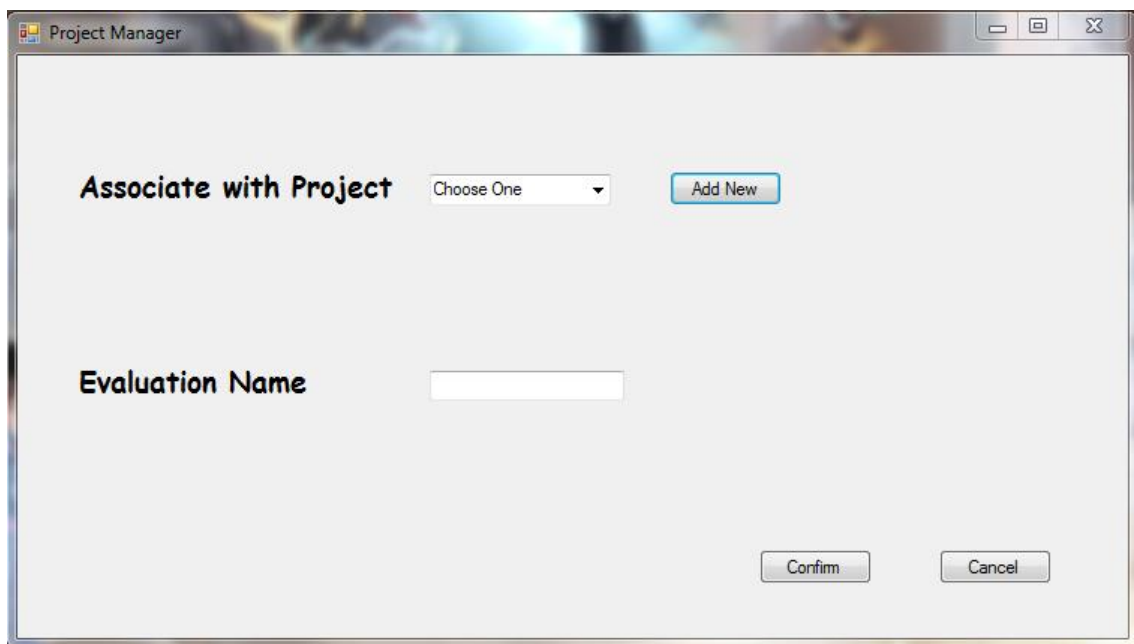 Project Manager
Associate with Project Choose One Add New
Evaluation Name
Confirm Cancel